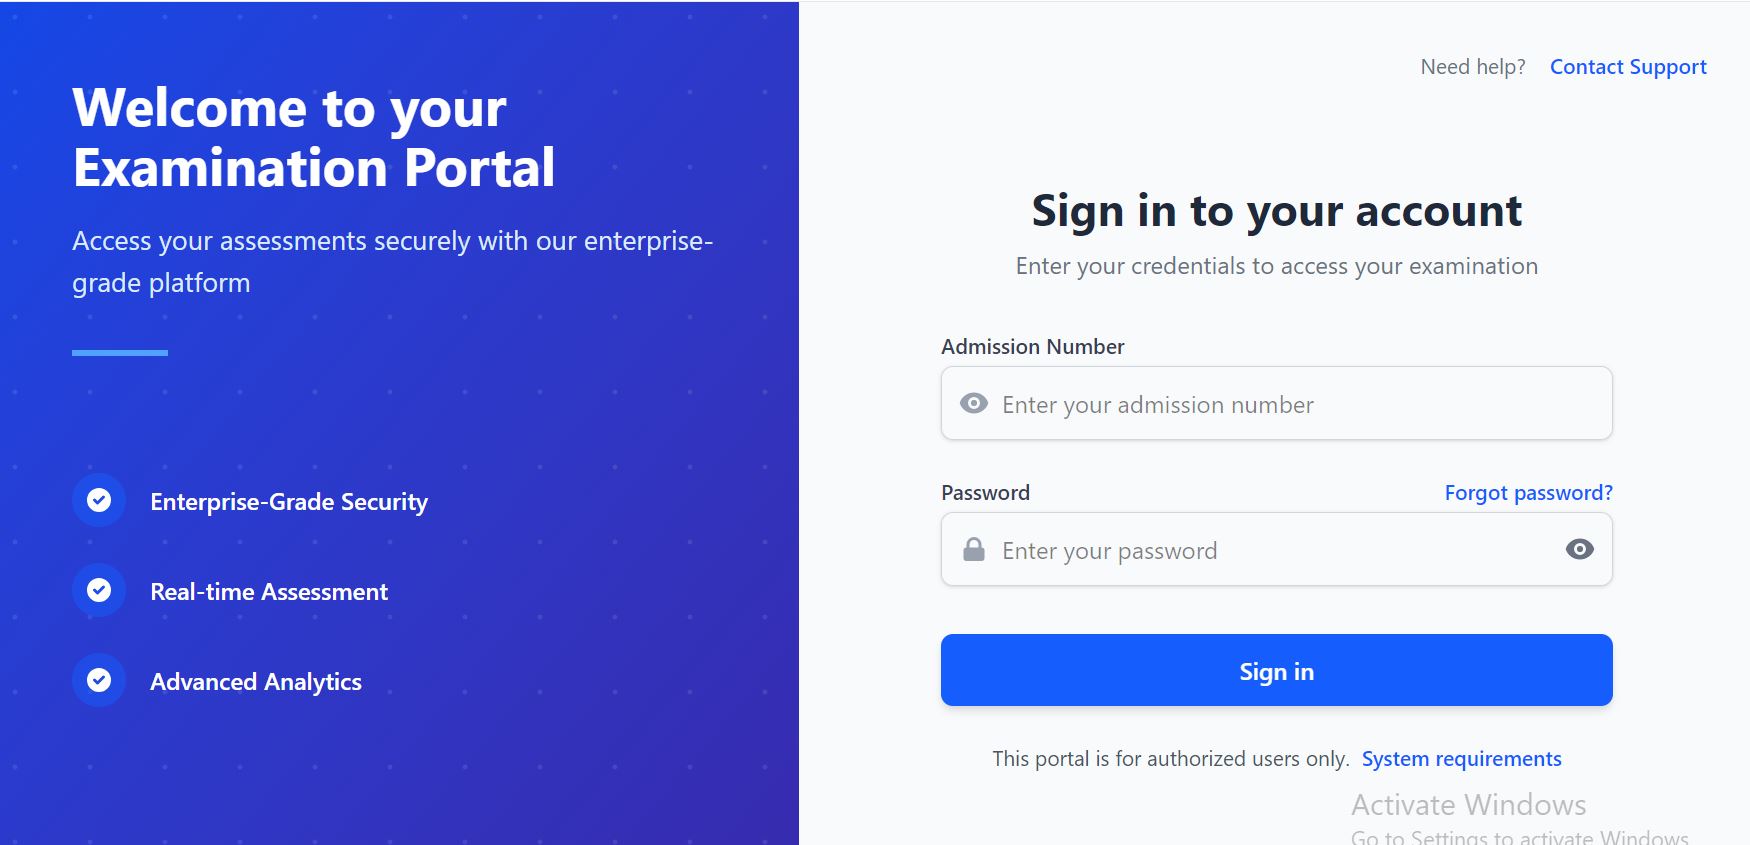 Welcome to your
Examination Portal
Access your assessments securely with our enterprise-
grade platform
Enterprise-Grade Security
Real-time Assessment
Advanced Analytics
Need help? Contact Support
Sign in to your account
Enter your credentials to access your examination
Admission Number
Enter your admission number
Password Forgot password?
Enter your password
Sign in
This portal is for authorized users only. System requirements
Activate Windows
Go to Settings to activate Windows